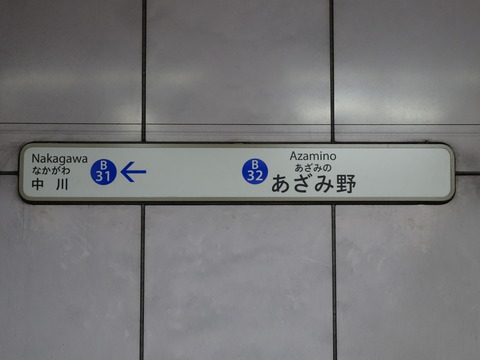 Nakagawa
なかがわ
中川
B
31
←
B
32
Azamino
あざみの
あざみ野